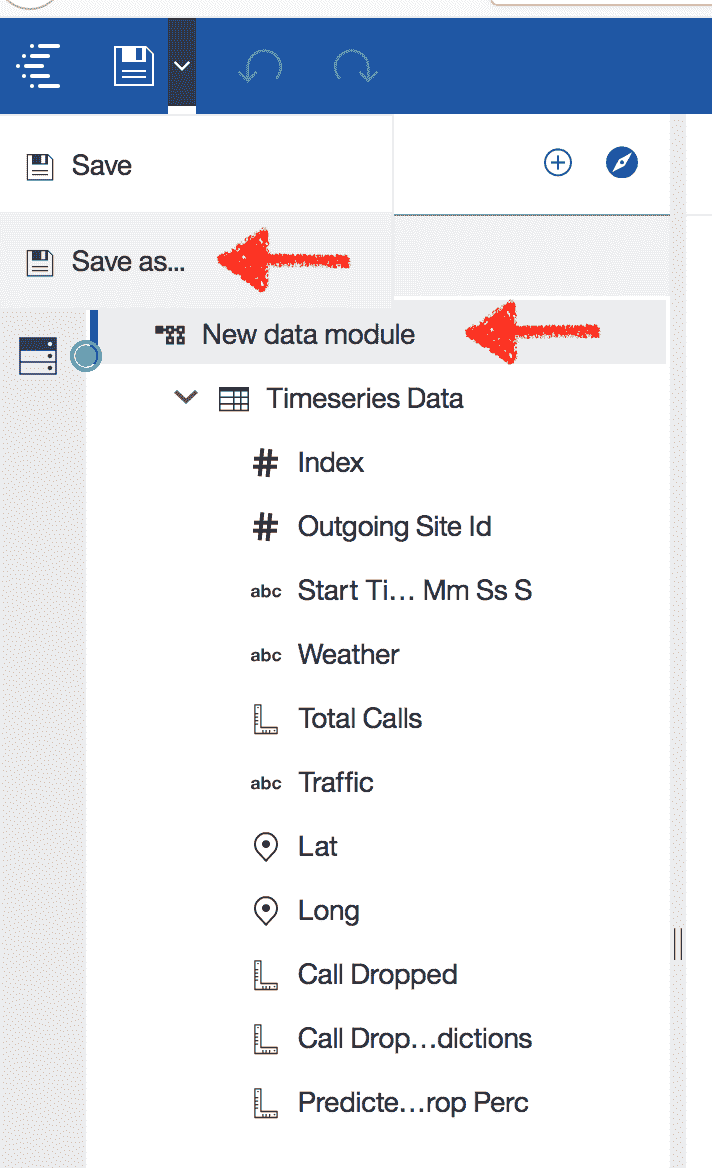 Save
Save as...
New data module
Timeseries Data
# Index
# Outgoing Site Id
abc Start Ti... Mm Ss S
abc Weather
Total Calls
abc Traffic
Lat
Long
Call Dropped
Call Drop...dictions
Predicte...rop Perc